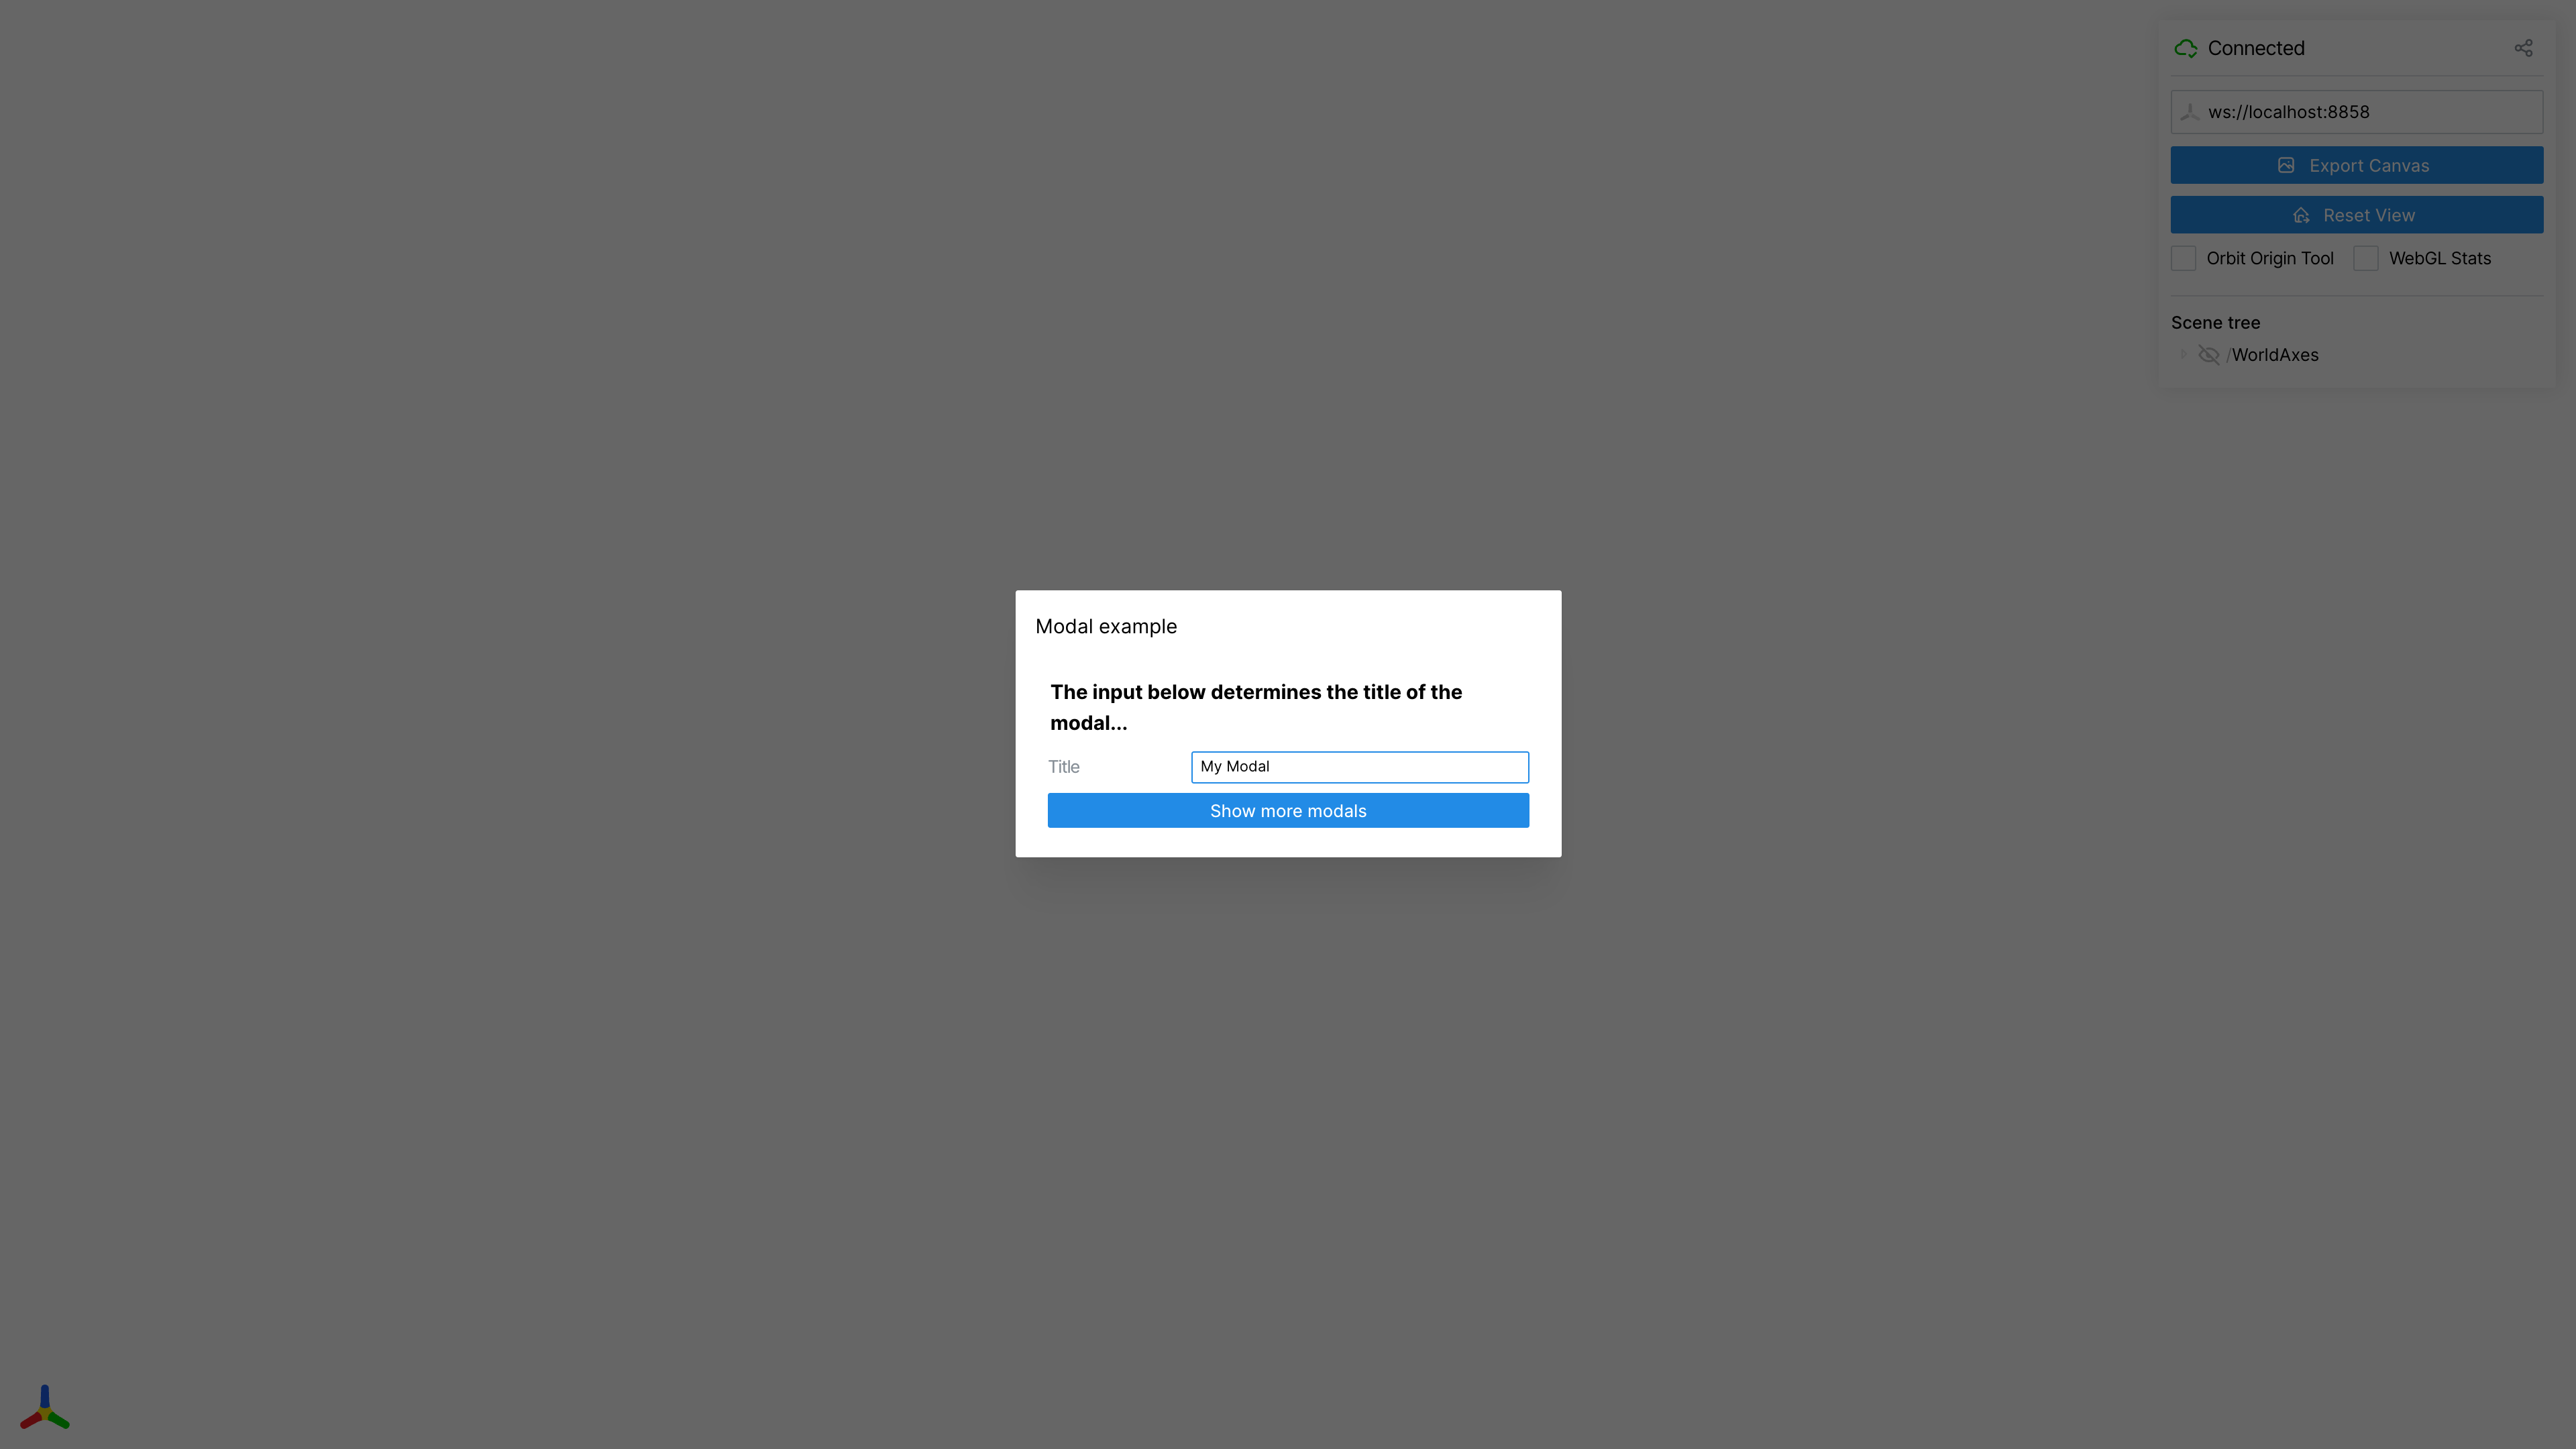 Connected
ws://localhost:8858
Export Canvas
Reset View
Orbit Origin Tool WebGL Stats
Scene tree
/WorldAxes
Modal example
The input below determines the title of the
modal...
Title My Modal
Show more modals